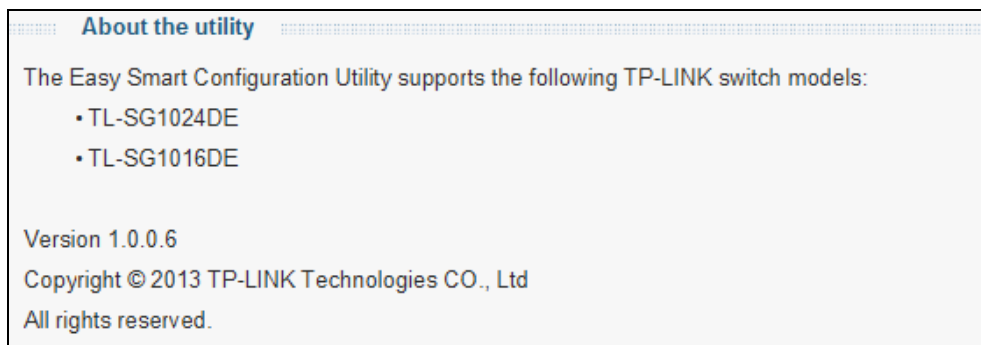 About the utility
The Easy Smart Configuration Utility supports the following TP-LINK switch models:
• TL-SG1024DE
• TL-SG1016DE
Version 1.0.0.6
Copyright © 2013 TP-LINK Technologies CO., Ltd
All rights reserved.